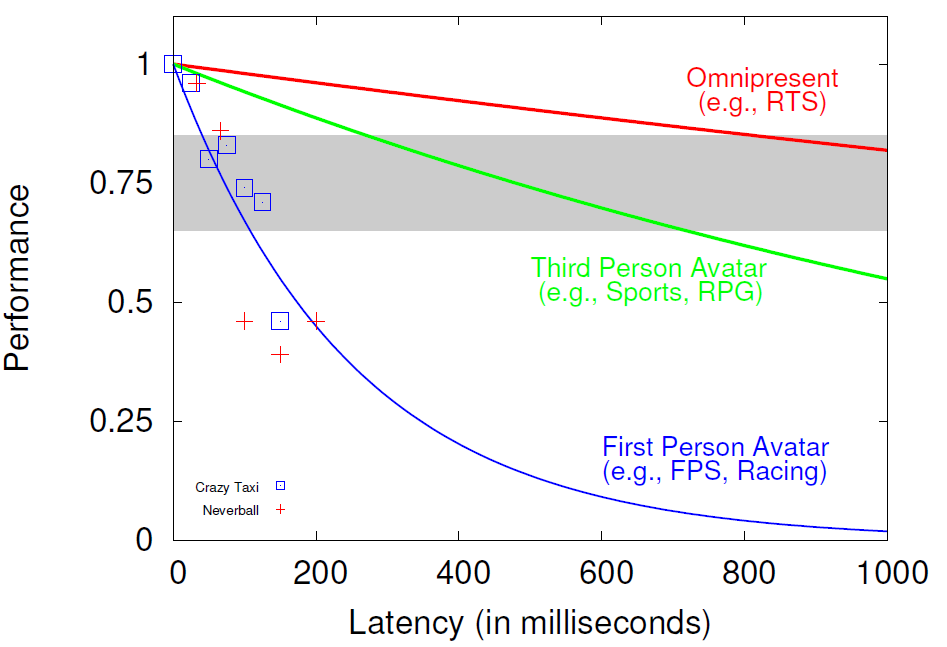 1
0.75
0.5
0.25
0
Performance
Omnipresent
(e.g., RTS)
Third Person Avatar
(e.g., Sports, RPG)
First Person Avatar
(e.g., FPS, Racing)
Crazy Taxi
Neverball
0 200 400 600 800 1000
Latency (in milliseconds)